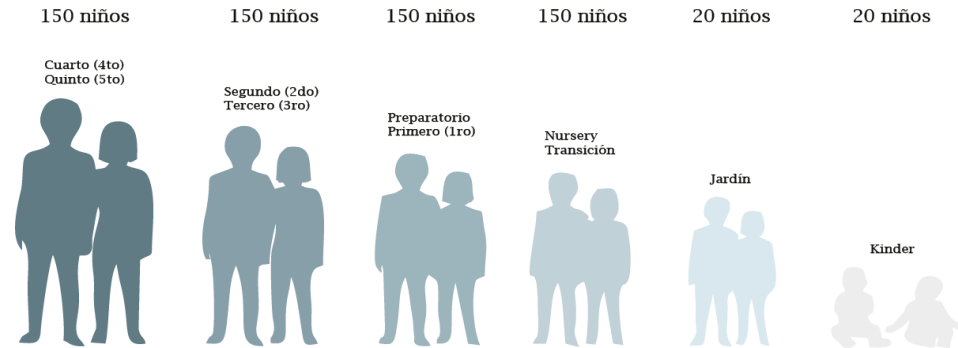 150 niños
150 niños
150 niños
150 niños
20 niños
20 niños
Cuarto (4to)
Quinto (5to)
Segundo (2do)
Tercero (3ro)
Preparatorio
Primero (1ro)
Nursery
Transición
Jardín
Kinder